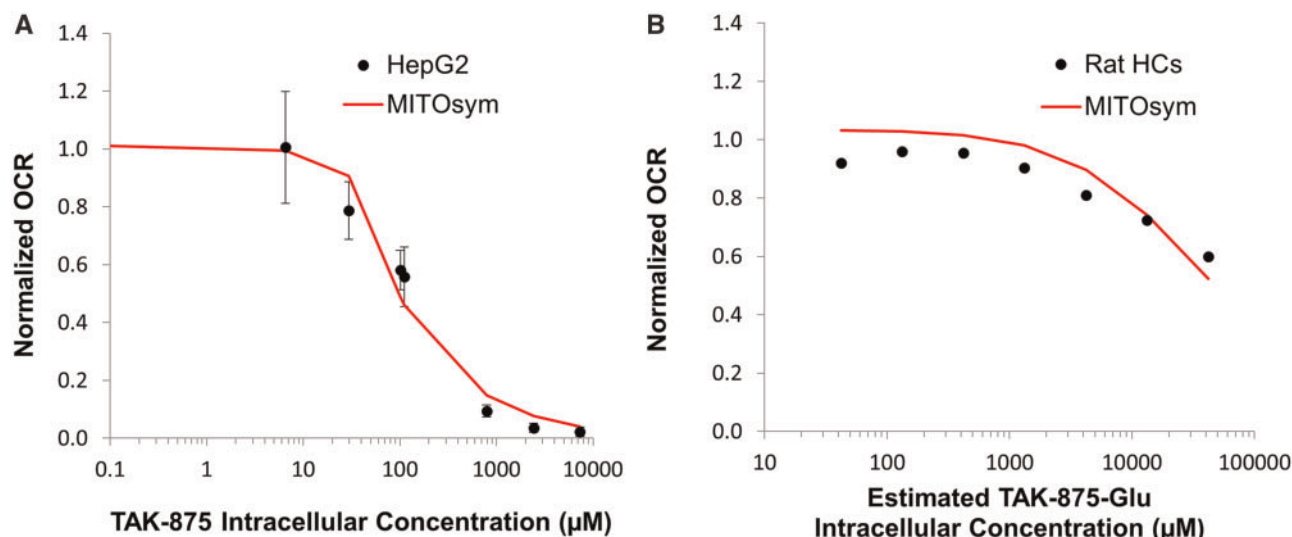 A
1.4
1.2
1.0
0.8
0.6
0.4
0.2
0.0
Normalized OCR
HepG2
MITOsym
0.1 1 10 100 1000 10000
TAK-875 Intracellular Concentration (µM)
B
1.4
1.2
1.0
0.8
0.6
0.4
0.2
0.0
Normalized OCR
Rat HCs
MITOsym
10 100 1000 10000 100000
Estimated TAK-875-Glu
Intracellular Concentration (µM)